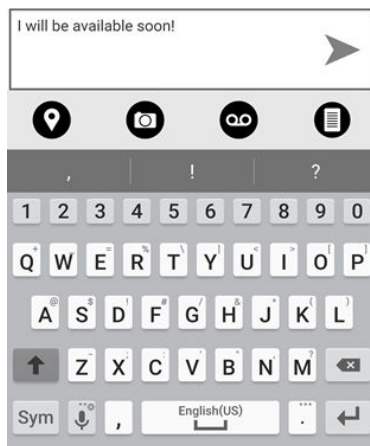 I will be available soon!
, ! ?
1 2 3 4 5 6 7 8 9 0
Q W E R T Y U I O P
A S D F G H J K L
Z X C V B N M
Sym , English(US) .